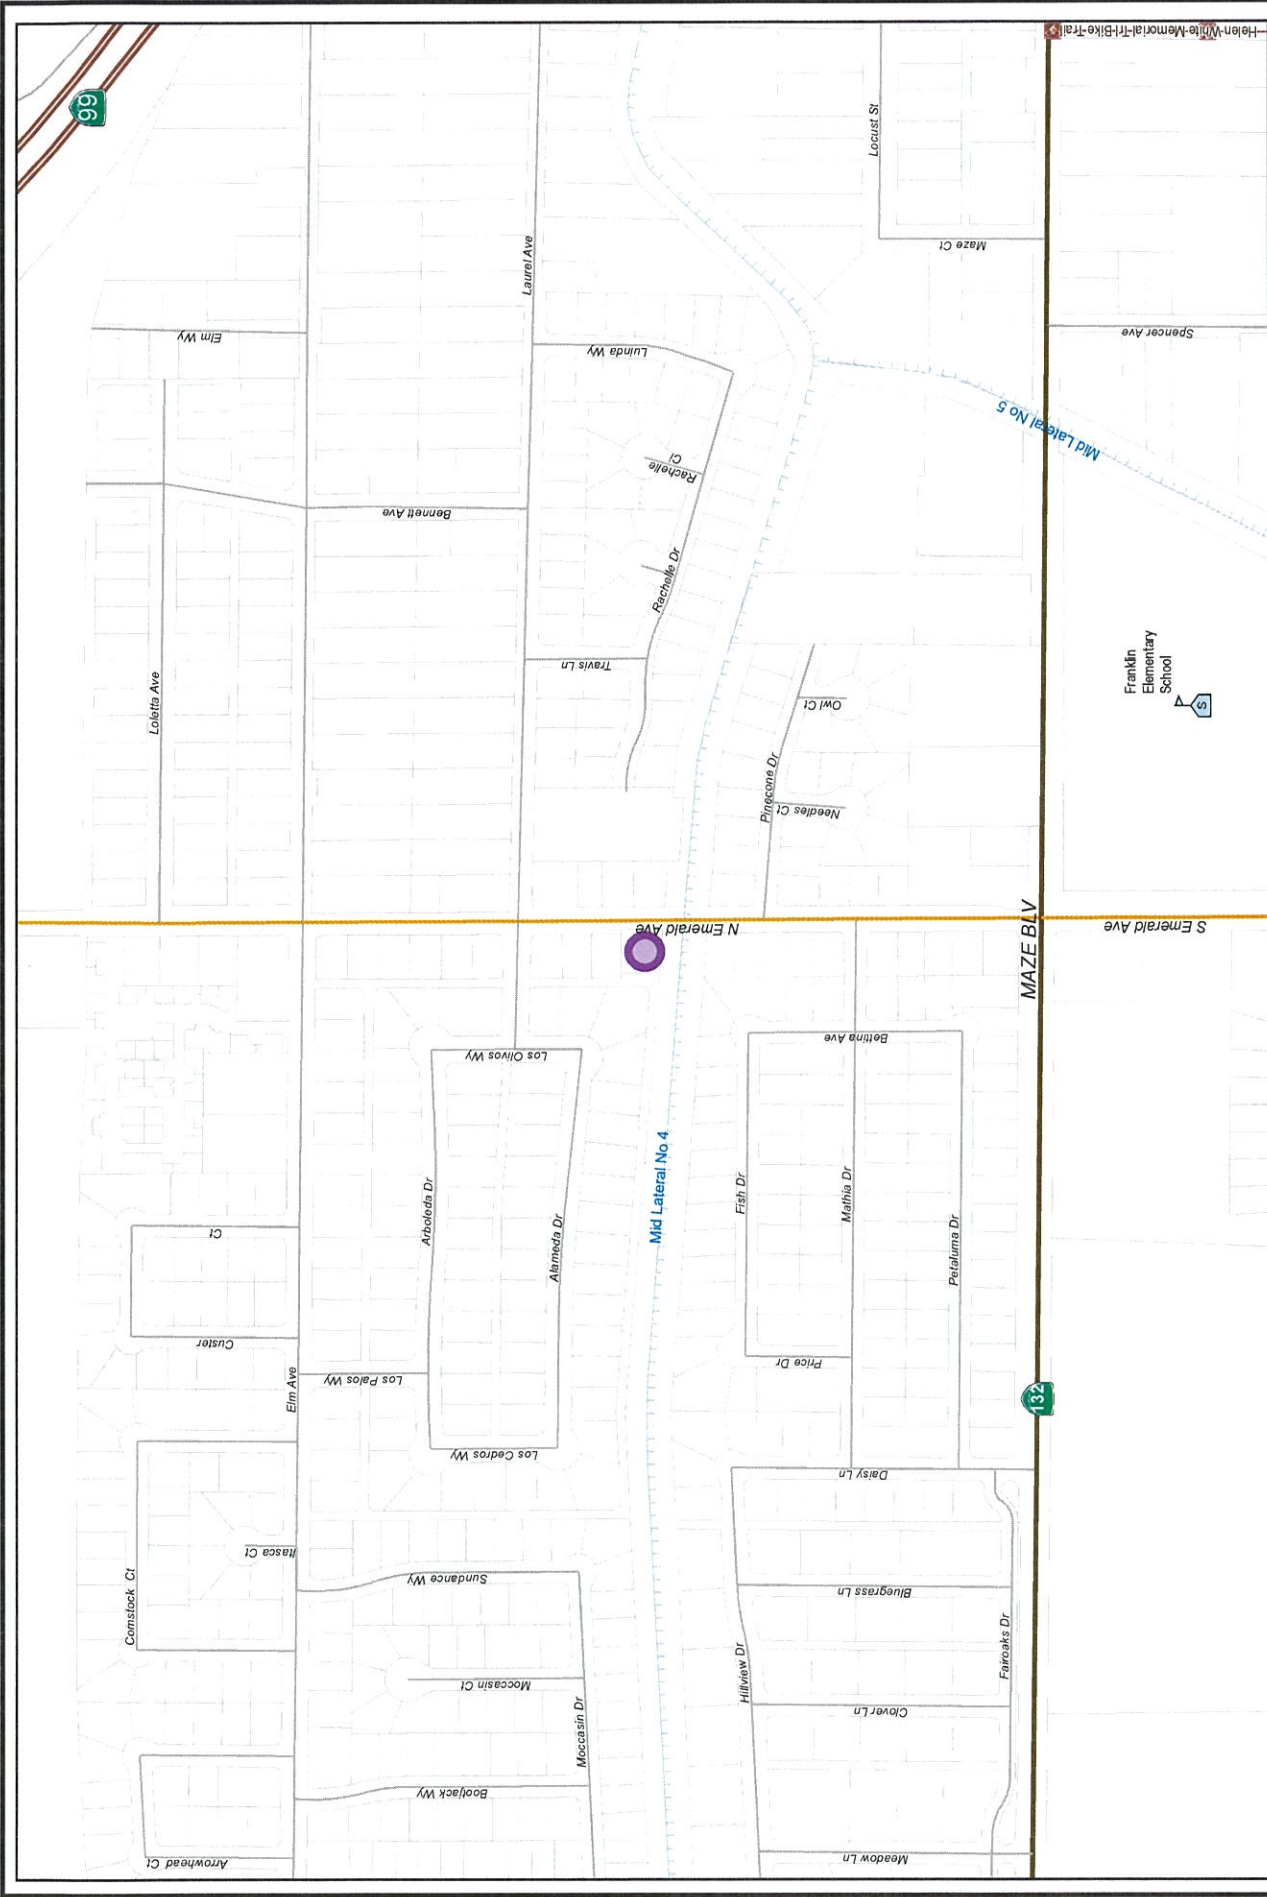 99
Helen-White-Memorial-Trl-Bike-Trail
Locust St
Laurel Ave
Maze Ct
Elm Wy
Spencer Ave
Luinda Wy
Mid Lateral No 5
Rachelle
Ct
Bennett Ave
Rachelle Dr
Travis Ln
Loletta Ave
Franklin
Elementary
School
S
Owl Ct
Pinecone Dr
Needles Ct
N Emerald Ave
S Emerald Ave
MAZE BLV
Bettina Ave
Los Olivos Wy
Mid Lateral No 4
Arboleda Dr
Alameda Dr
Fish Dr
Mathia Dr
Petaluma Dr
Ct
Custer
Elm Ave
Los Palos Wy
Price Dr
132
Los Cedros Wy
Daisy Ln
Itasca Ct
Comstock Ct
Sundance Wy
Bluegrass Ln
Hillview Dr
Fairoaks Dr
Moccasin Ct
Moccasin Dr
Clover Ln
Bootjack Wy
Arrowhead Ct
Meadow Ln